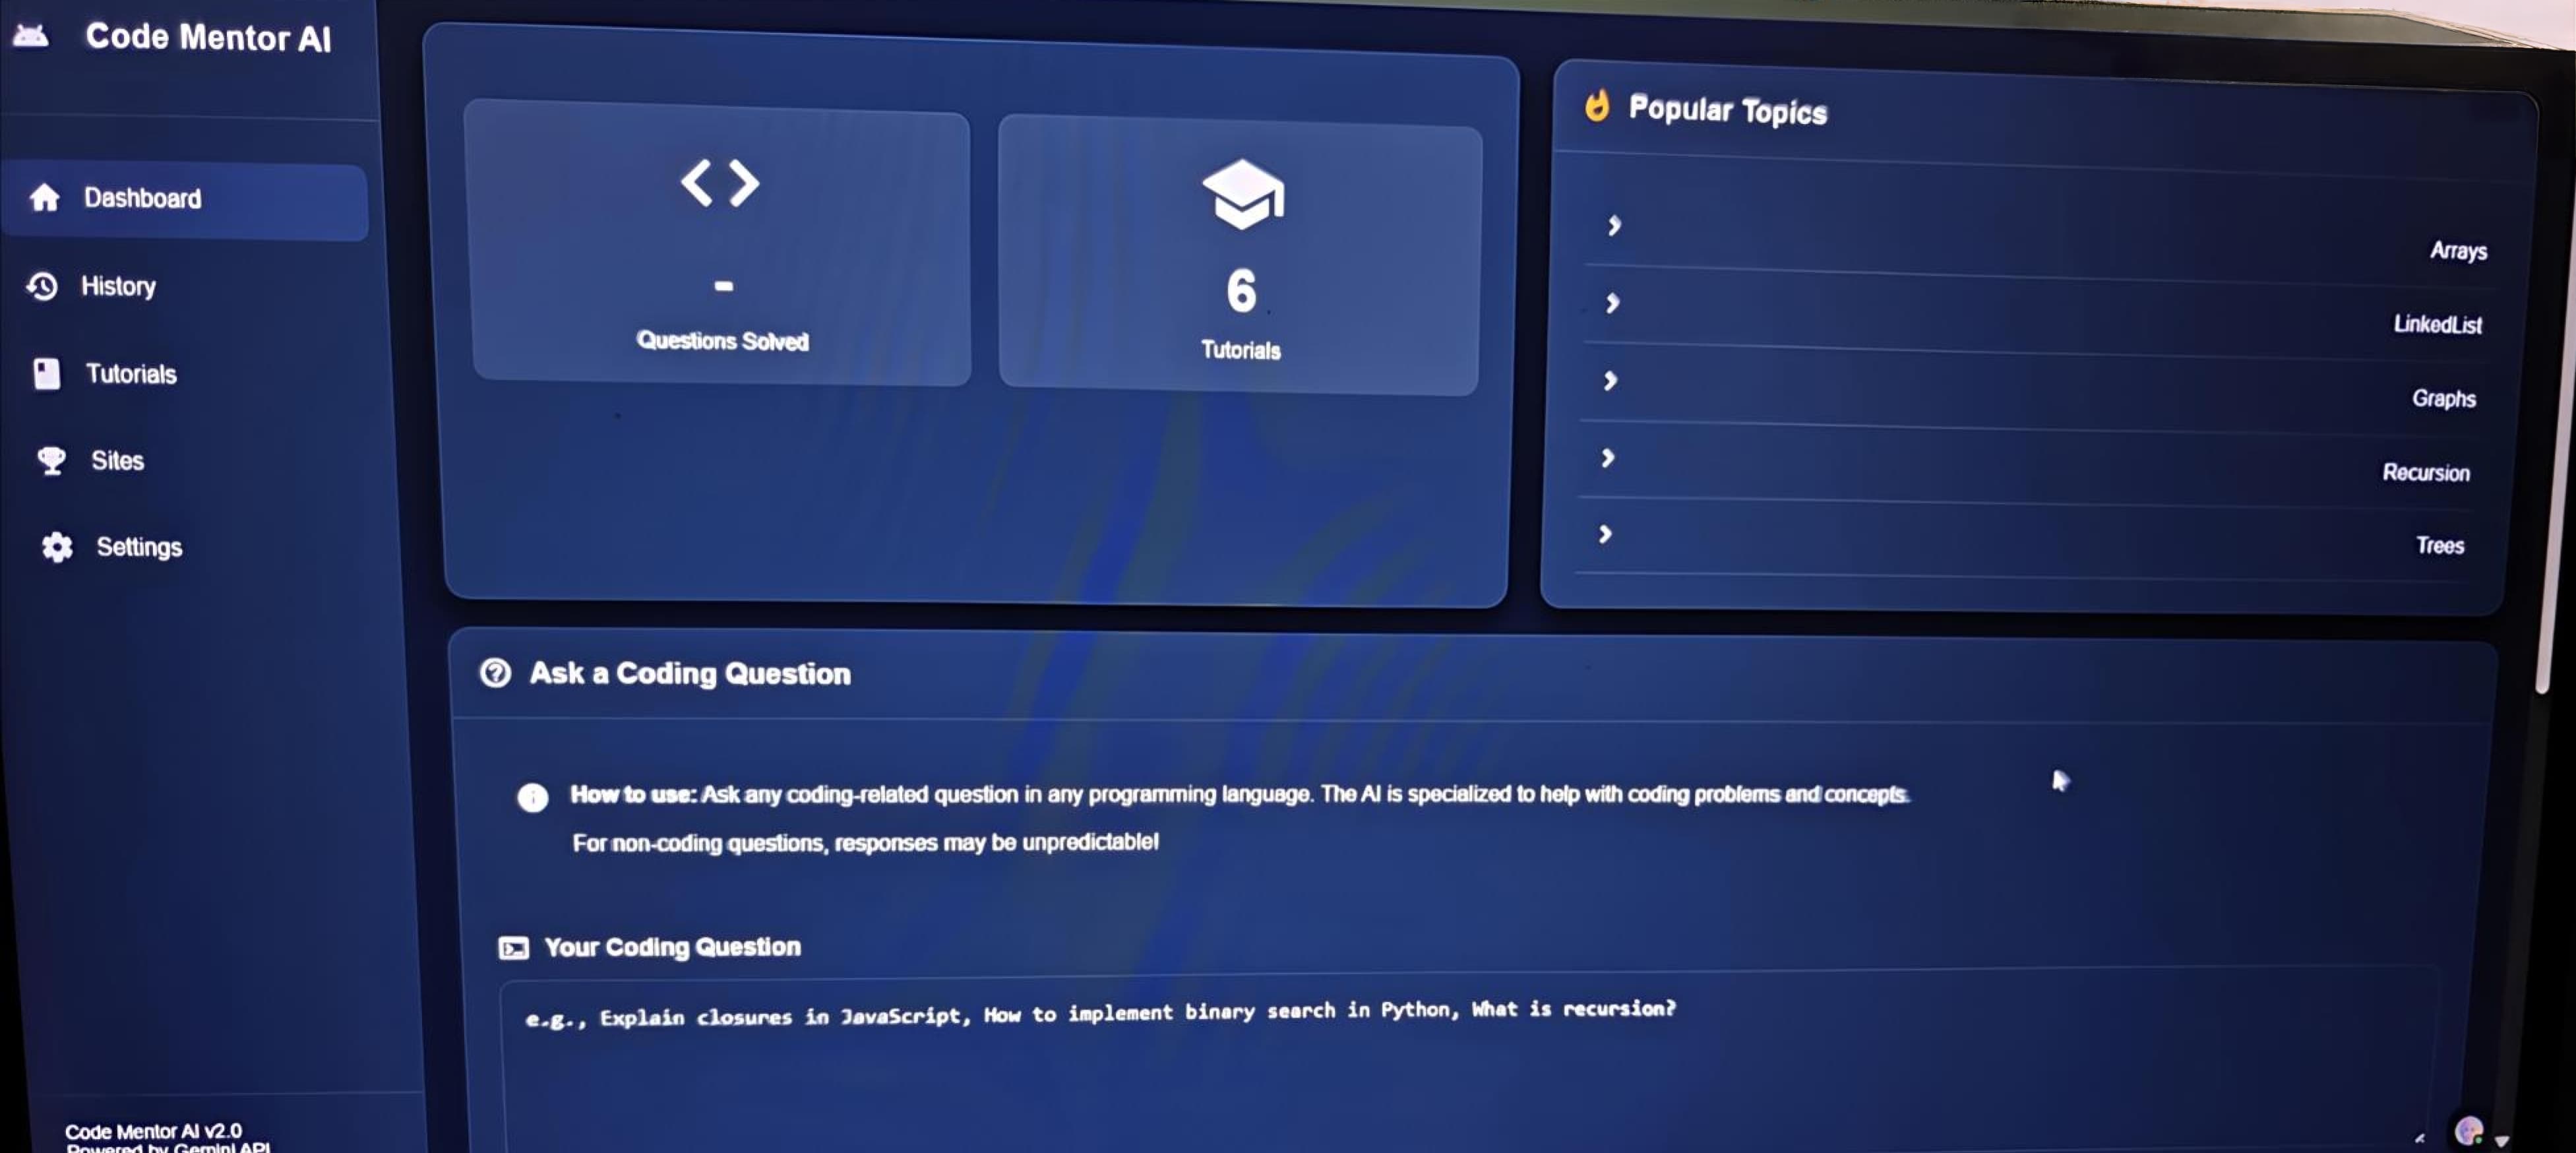 Code Mentor AI
Dashboard
History
Tutorials
Sites
Settings
Code Mentor AI v2.0
Powered by Gemini API
-
Questions Solved
6
Tutorials
Popular Topics
Arrays
LinkedList
Graphs
Recursion
Trees
Ask a Coding Question
How to use: Ask any coding-related question in any programming language. The AI is specialized to help with coding problems and concepts.
For non-coding questions, responses may be unpredictable!
Your Coding Question
e.g., Explain closures in JavaScript, How to implement binary search in Python, What is recursion?